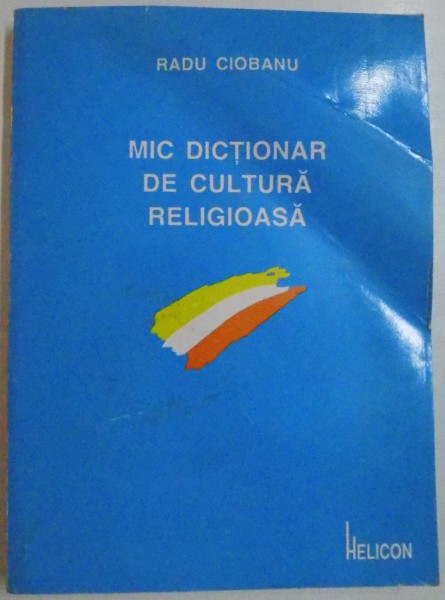 RADU CIOBANU
MIC DICȚIONAR
DE CULTURĂ
RELIGIOASĂ
HELICON